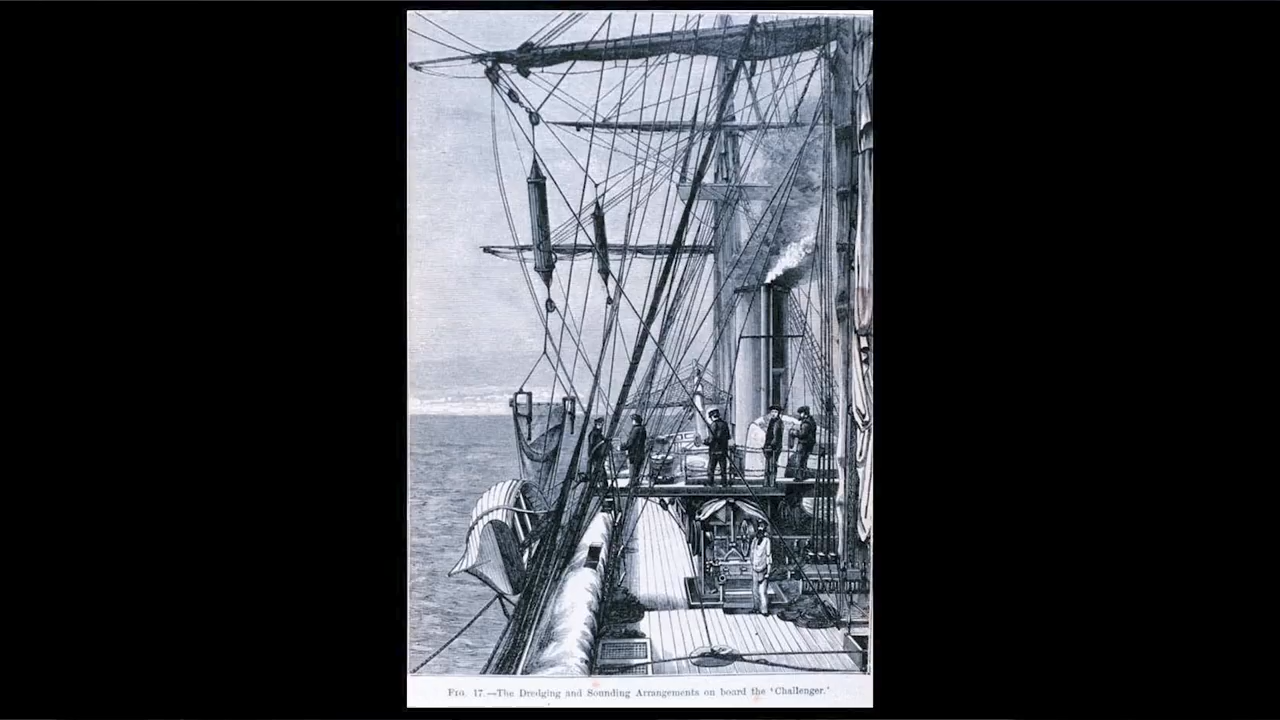 Fig. 17.—The Dredging and Sounding Arrangements on board the ‘Challenger.’